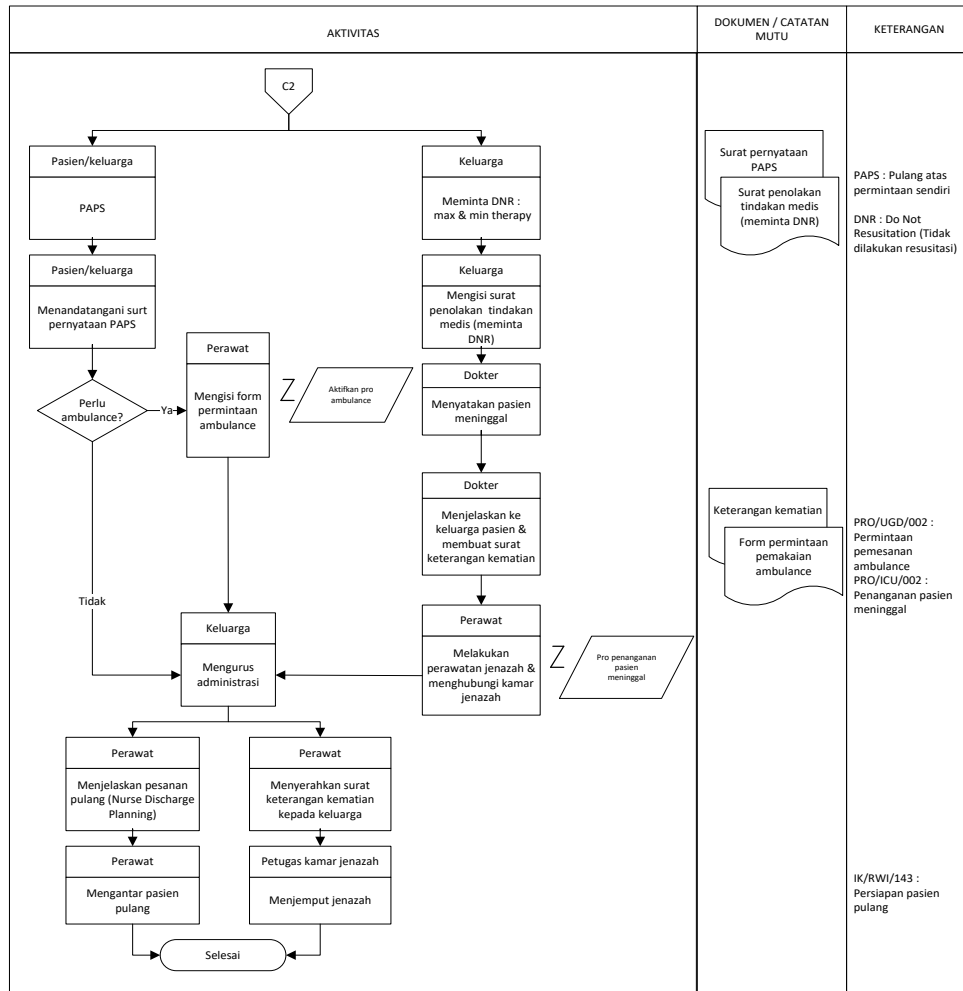 AKTIVITAS
DOKUMEN / CATATAN
MUTU
KETERANGAN
C2
Pasien/keluarga
PAPS
Keluarga
Meminta DNR :
max & min therapy
Surat pernyataan
PAPS
Surat penolakan
tindakan medis
(meminta DNR)
PAPS : Pulang atas
permintaan sendiri
DNR : Do Not
Resusitation (Tidak
dilakukan resusitasi)
Pasien/keluarga
Menandatangani surt
pernyataan PAPS
Keluarga
Mengisi surat
penolakan tindakan
medis (meminta
DNR)
Perlu
ambulance?
Ya
Perawat
Mengisi form
permintaan
ambulance
Aktifkan pro
ambulance
Dokter
Menyatakan pasien
meninggal
Dokter
Menjelaskan ke
keluarga pasien &
membuat surat
keterangan kematian
Keterangan kematian
Form permintaan
pemakaian
ambulance
PRO/UGD/002 :
Permintaan
pemesanan
ambulance
PRO/ICU/002 :
Penanganan pasien
meninggal
Tidak
Keluarga
Mengurus
administrasi
Perawat
Melakukan
perawatan jenazah &
menghubungi kamar
jenazah
Pro penanganan
pasien
meninggal
Perawat
Menjelaskan pesanan
pulang (Nurse Discharge
Planning)
Perawat
Menyerahkan surat
keterangan kematian
kepada keluarga
Perawat
Mengantar pasien
pulang
Petugas kamar jenazah
Menjemput jenazah
IK/RWI/143 :
Persiapan pasien
pulang
Selesai